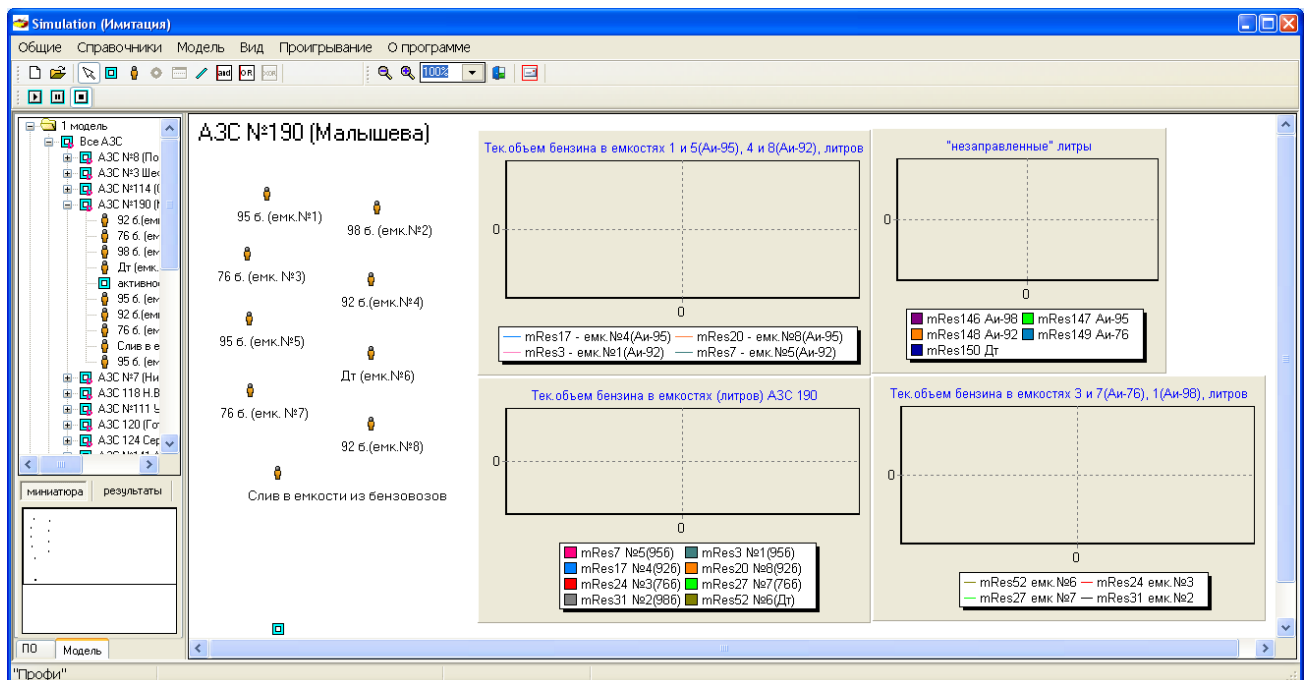 Simulation (Имитация)
Общие Справочники Модель Вид Проигрывание О программе
and OR XOR 100%
1 модель
Все АЗС
АЗС №8 (По
АЗС №3 Шес
АЗС №114 (
АЗС №190 (
92 б.(ем
76 б. (ем
98 б. (ем
Дт (емк.
активно
95 б. (ем
92 б.(ем
76 б. (ем
Слив в е
95 б. (ем
АЗС №7 (Ни
АЗС 118 Н.В
АЗС №111
АЗС 120 (Го
АЗС 124 Сер
миниатюра результаты
ПО Модель
"Профи"
АЗС №190 (Малышева)
95 б. (емк.№1)
98 б. (емк.№2)
76 б. (емк. №3)
92 б.(емк.№4)
95 б. (емк.№5)
Дт (емк.№6)
76 б. (емк. №7)
92 б.(емк.№8)
Слив в емкости из бензовозов
Тек.объем бензина в емкостях 1 и 5(Аи-95), 4 и 8(Аи-92), литров
0
0
mRes17 - емк.№4(Аи-95) mRes20 - емк.№8(Аи-95)
mRes3 - емк.№1(Аи-92) mRes7 - емк.№5(Аи-92)
"незаправленные" литры
0
0
mRes146 Аи-98 mRes147 Аи-95
mRes148 Аи-92 mRes149 Аи-76
mRes150 Дт
Тек.объем бензина в емкостях (литров) АЗС 190
0
0
mRes7 №5(95б) mRes3 №1(95б)
mRes17 №4(92б) mRes20 №8(92б)
mRes24 №3(76б) mRes27 №7(76б)
mRes31 №2(98б) mRes52 №6(Дт)
Тек.объем бензина в емкостях 3 и 7(Аи-76), 1(Аи-98), литров
0
0
mRes52 емк.№6 mRes24 емк.№3
mRes27 емк №7 mRes31 емк.№2